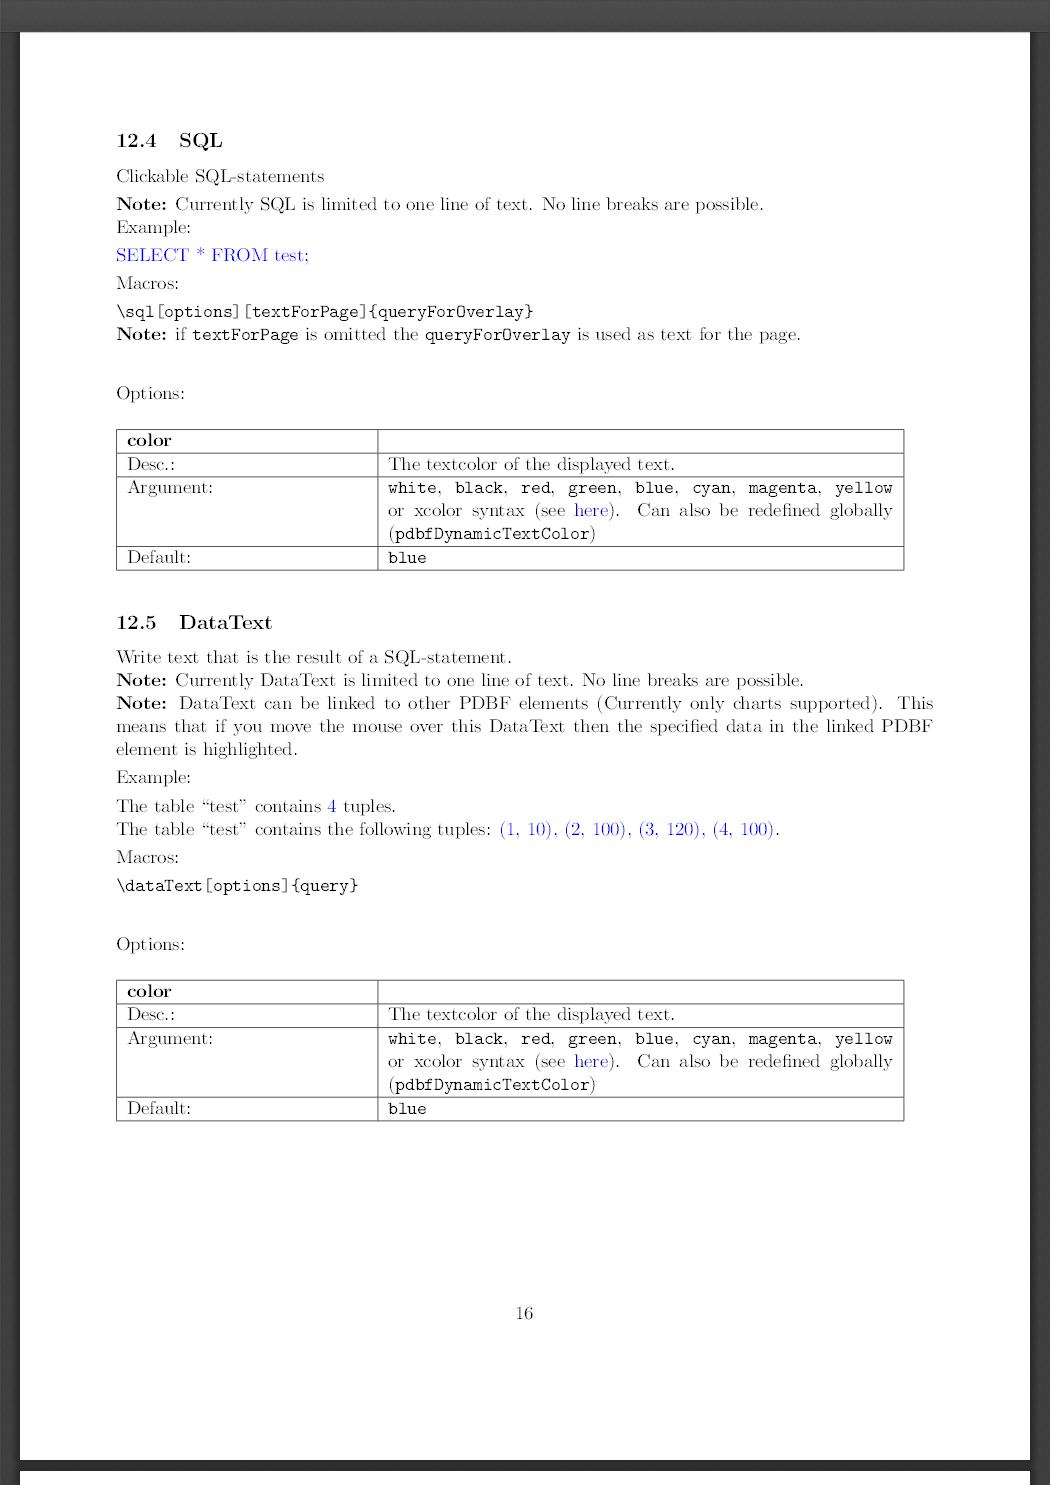 12.4 SQL
Clickable SQL-statements
Note: Currently SQL is limited to one line of text. No line breaks are possible.
Example:
SELECT * FROM test;
Macros:
\sql[options][textForPage]{queryForOverlay}
Note: if textForPage is omitted the queryForOverlay is used as text for the page.
Options:
color
Desc.: The textcolor of the displayed text.
Argument: white, black, red, green, blue, cyan, magenta, yellow
or xcolor syntax (see here). Can also be redefined globally
(pdbfDynamicTextColor)
Default: blue
12.5 DataText
Write text that is the result of a SQL-statement.
Note: Currently DataText is limited to one line of text. No line breaks are possible.
Note: DataText can be linked to other PDBF elements (Currently only charts supported). This
means that if you move the mouse over this DataText then the specified data in the linked PDBF
element is highlighted.
Example:
The table “test” contains 4 tuples.
The table “test” contains the following tuples: (1, 10), (2, 100), (3, 120), (4, 100).
Macros:
\dataText[options]{query}
Options:
color
Desc.: The textcolor of the displayed text.
Argument: white, black, red, green, blue, cyan, magenta, yellow
or xcolor syntax (see here). Can also be redefined globally
(pdbfDynamicTextColor)
Default: blue
16